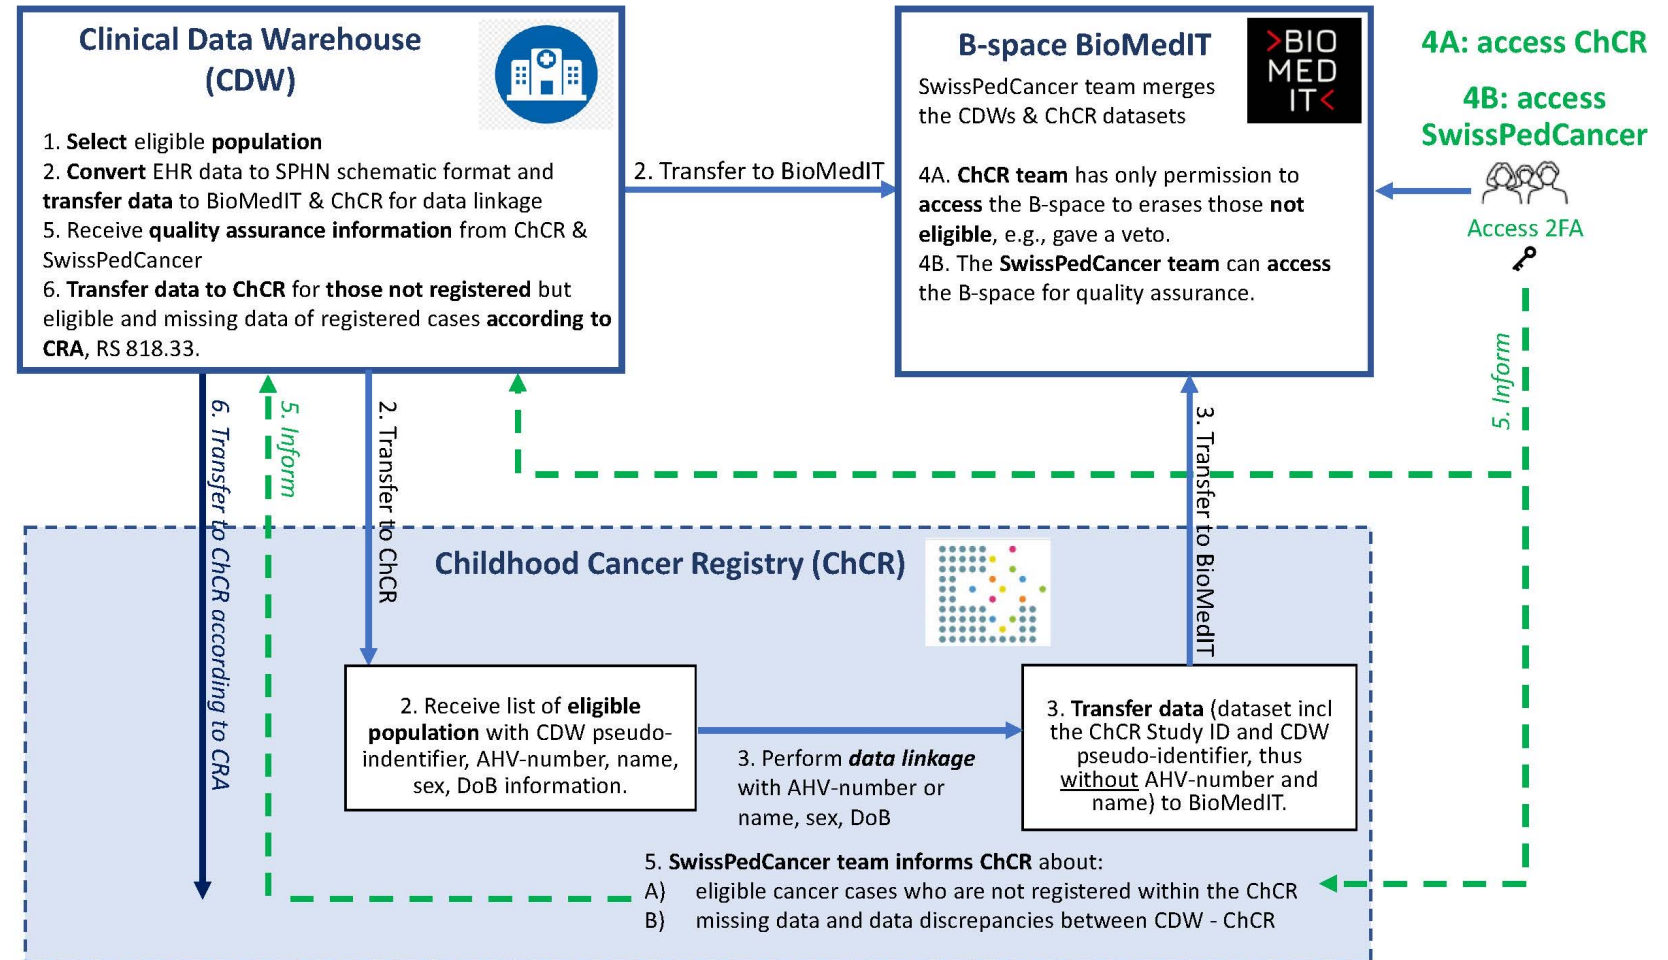 Clinical Data Warehouse
(CDW)
1. Select eligible population
2. Convert EHR data to SPHN schematic format and
transfer data to BioMedIT & ChCR for data linkage
5. Receive quality assurance information from ChCR &
SwissPedCancer
6. Transfer data to ChCR for those not registered but
eligible and missing data of registered cases according to
CRA, RS 818.33.
2. Transfer to BioMedIT
B-space BioMedIT
>BIO
MED
IT<
SwissPedCancer team merges
the CDWs & ChCR datasets
4A. ChCR team has only permission to
access the B-space to erases those not
eligible, e.g., gave a veto.
4B. The SwissPedCancer team can access
the B-space for quality assurance.
4A: access ChCR
4B: access
SwissPedCancer
Access 2FA
5. Inform
6. Transfer to ChCR according to CRA
5. Inform
2. Transfer to ChCR
3. Transfer to BioMedIT
Childhood Cancer Registry (ChCR)
2. Receive list of eligible
population with CDW pseudo-
indentifier, AHV-number, name,
sex, DoB information.
3. Perform data linkage
with AHV-number or
name, sex, DoB
3. Transfer data (dataset incl
the ChCR Study ID and CDW
pseudo-identifier, thus
without AHV-number and
name) to BioMedIT.
5. SwissPedCancer team informs ChCR about:
A) eligible cancer cases who are not registered within the ChCR
B) missing data and data discrepancies between CDW - ChCR